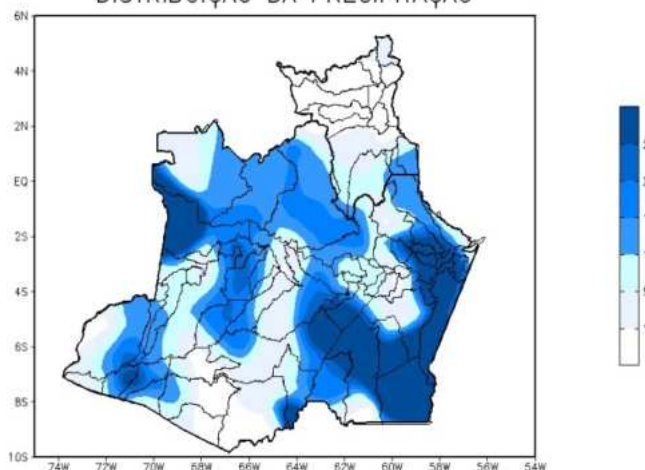 DISTRIBUIÇÃO DA PRECIPITAÇÃO
6N
4N
2N
EQ
2S
4S
6S
8S
10S
74W 72W 70W 68W 66W 64W 62W 60W 58W 56W 54W